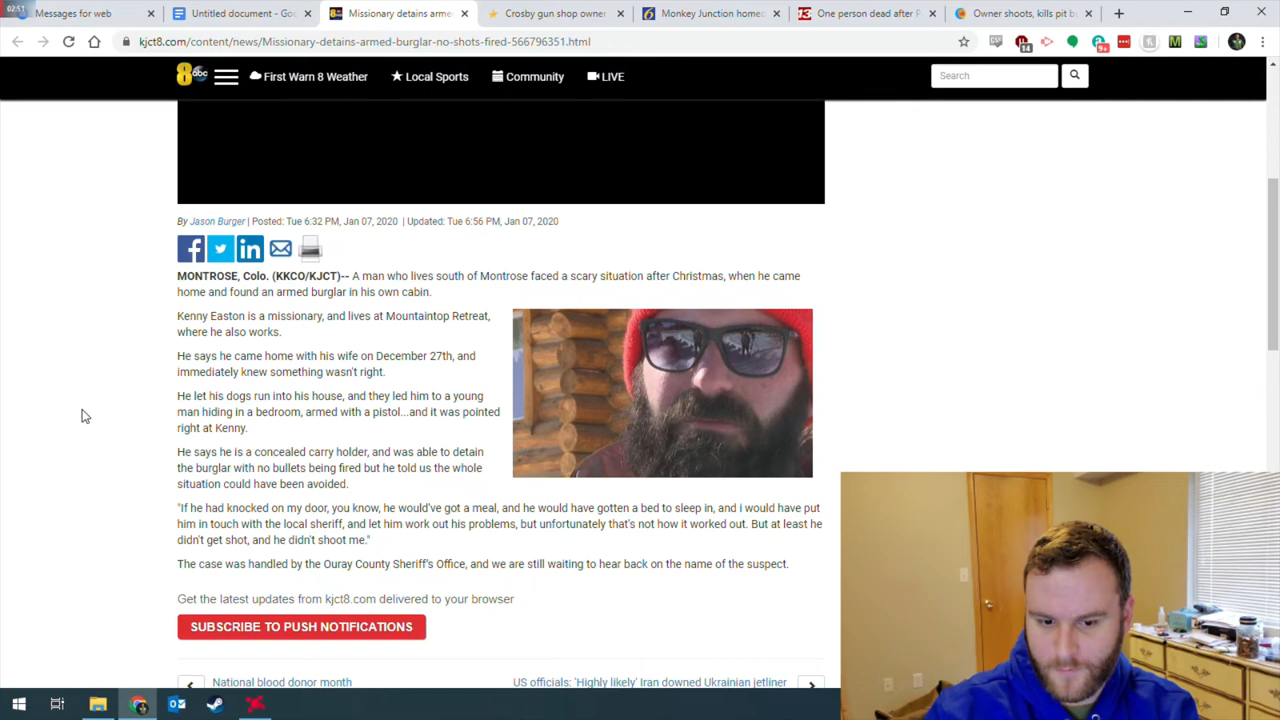 02:51
Messages for web
Untitled document - Goo
Missionary detains arme
Crosby gun shop owner
Monkey Junction home
One person dead after P
Owner shoots, kills pit bu
kjct8.com/content/news/Missionary-detains-armed-burglar-no-shots-fired-566796351.html
14
9+
8 abc
First Warn 8 Weather
Local Sports
Community
LIVE
Search
By Jason Burger | Posted: Tue 6:32 PM, Jan 07, 2020 | Updated: Tue 6:56 PM, Jan 07, 2020
MONTROSE, Colo. (KKCO/KJCT)-- A man who lives south of Montrose faced a scary situation after Christmas, when he came
home and found an armed burglar in his own cabin.
Kenny Easton is a missionary, and lives at Mountaintop Retreat,
where he also works.
He says he came home with his wife on December 27th, and
immediately knew something wasn't right.
He let his dogs run into his house, and they led him to a young
man hiding in a bedroom, armed with a pistol...and it was pointed
right at Kenny.
He says he is a concealed carry holder, and was able to detain
the burglar with no bullets being fired but he told us the whole
situation could have been avoided.
"If he had knocked on my door, you know, he would've got a meal, and he would have gotten a bed to sleep in, and i would have put
him in touch with the local sheriff, and let him work out his problems, but unfortunately that's not how it worked out. But at least he
didn't get shot, and he didn't shoot me."
The case was handled by the Ouray County Sheriff's Office, and we are still waiting to hear back on the name of the suspect.
Get the latest updates from kjct8.com delivered to your browser
SUBSCRIBE TO PUSH NOTIFICATIONS
National blood donor month
US officials: 'Highly likely' Iran downed Ukrainian jetliner